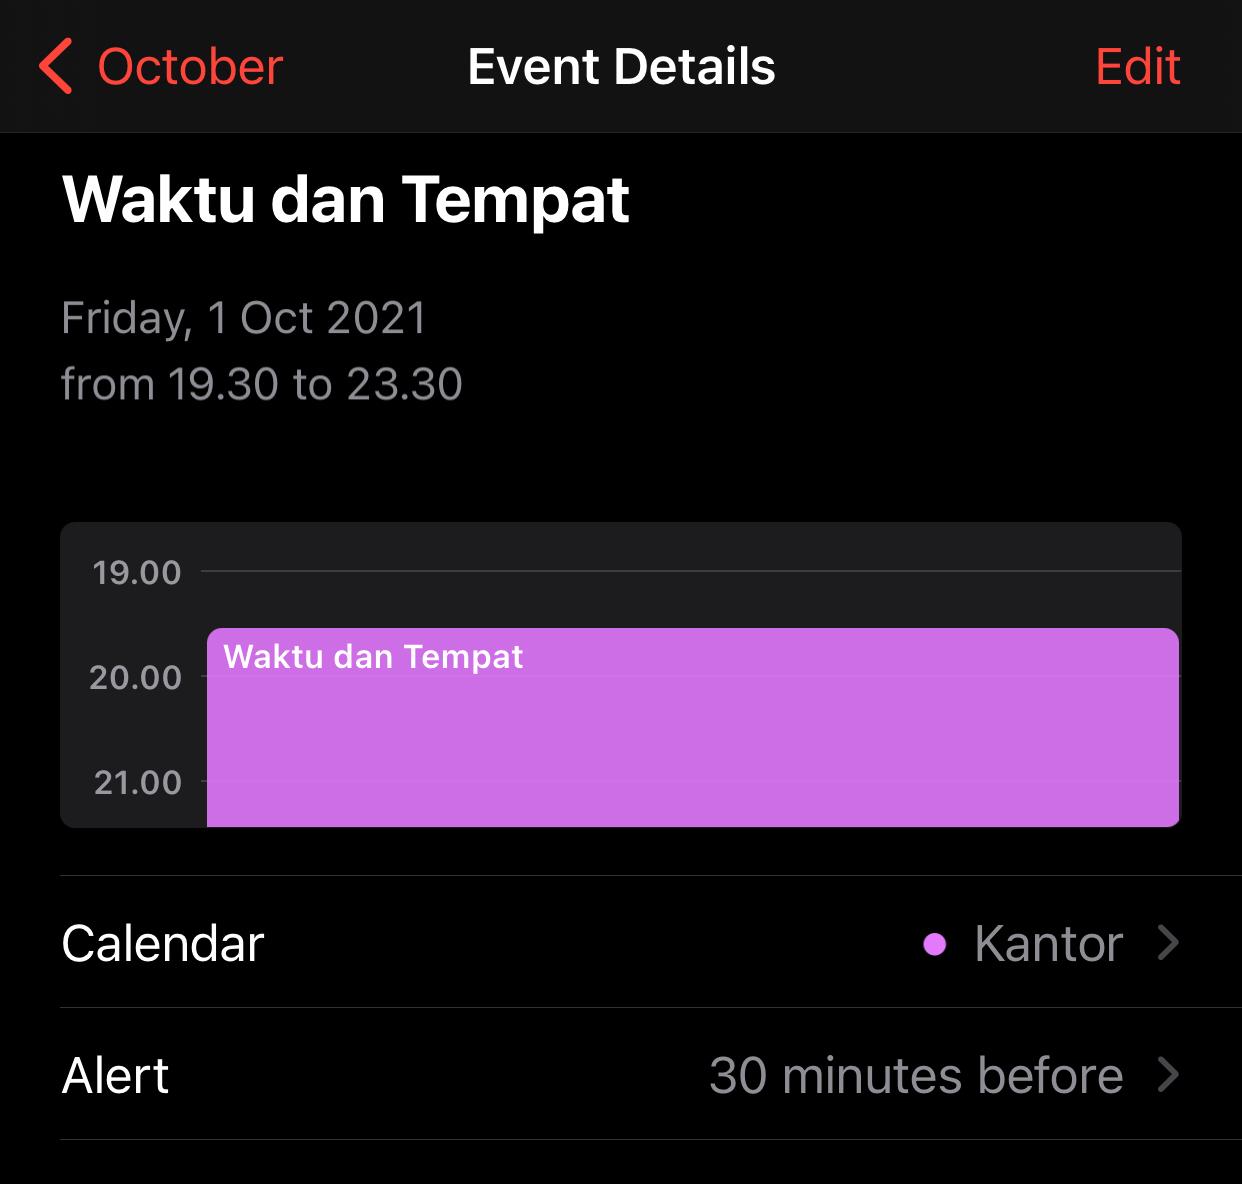 October
Event Details
Edit
Waktu dan Tempat
Friday, 1 Oct 2021
from 19.30 to 23.30
19.00
Waktu dan Tempat
20.00
21.00
Calendar
Kantor
Alert
30 minutes before